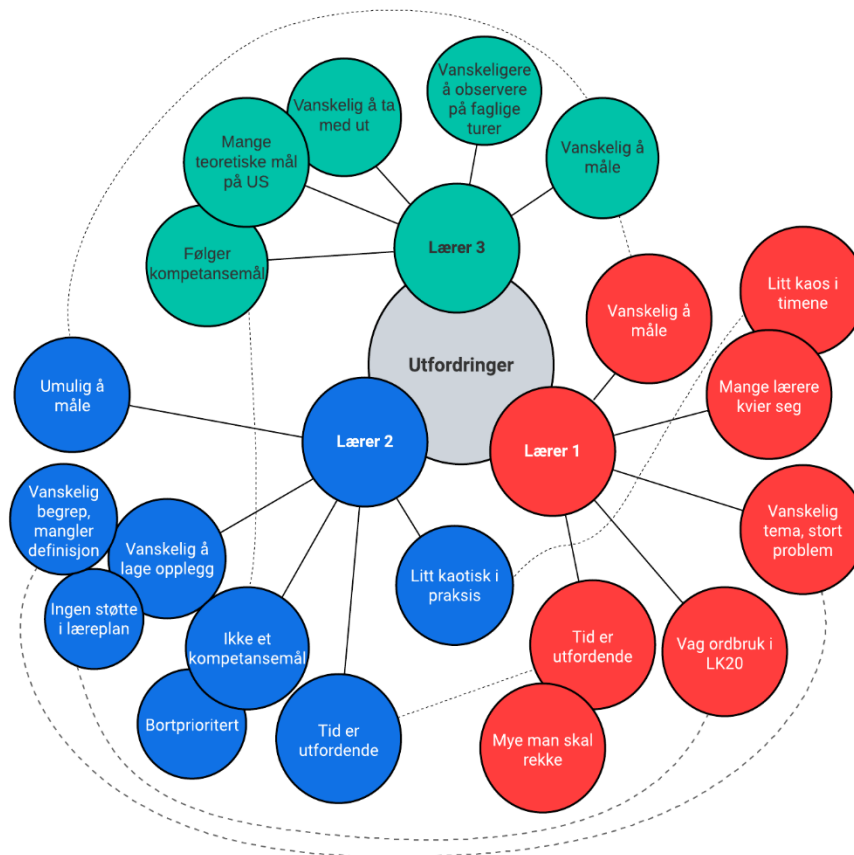 Vanskeligere
å observere
på faglige
turer
Vanskelig å ta
med ut
Mange
teoretiske mål
på US
Vanskelig å
måle
Følger
kompetansemål
Lærer 3
Litt kaos i
timene
Vanskelig å
måle
Utfordringer
Mange lærere
kvier seg
Umulig å
måle
Lærer 2
Lærer 1
Vanskelig
begrep,
mangler
definisjon
Vanskelig å
lage opplegg
Vanskelig
tema, stort
problem
Litt kaotisk i
praksis
Ingen støtte
i læreplan
Ikke et
kompetansemål
Tid er
utfordende
Vag ordbruk i
LK20
Bortprioritert
Tid er
utfordende
Mye man skal
rekke